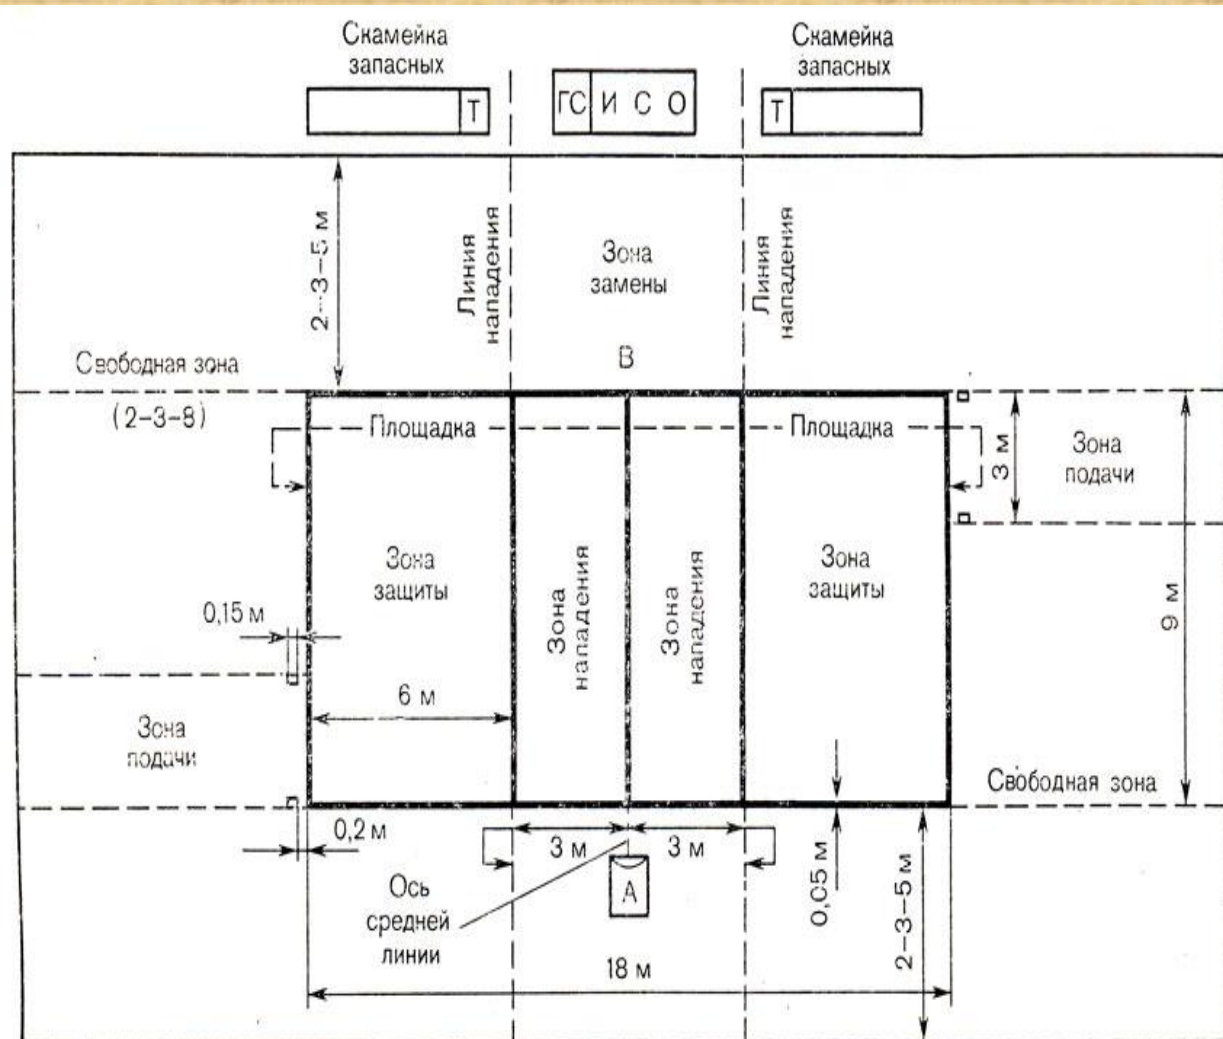 Скамейка
запасных
Т
ГС И С О
Скамейка
запасных
Т
2-3-5 м
Линия
нападения
Зона
замены
Линия
нападения
В
Свободная зона
(2-3-8)
Площадка
Площадка
3 м
Зона
подачи
Зона
защиты
Зона
нападения
Зона
нападения
Зона
защиты
9 м
0,15 м
6 м
Зона
подачи
Свободная зона
0,2 м
3 м
3 м
0,05 м
2-3-5 м
А
Ось
средней
линии
18 м